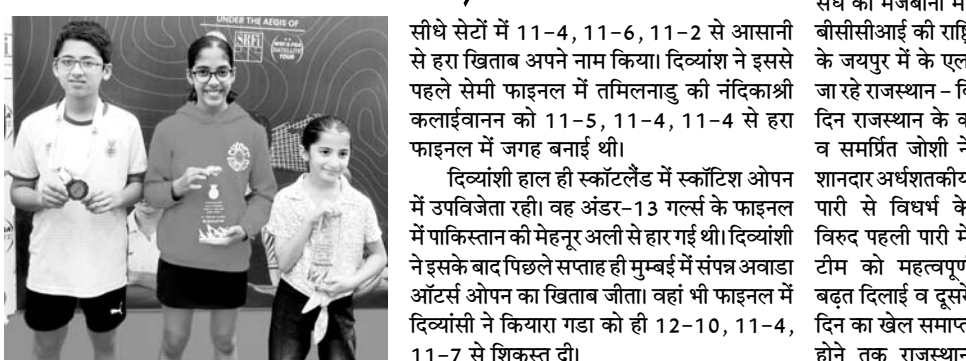 UNDER THE AEGIS OF
SRFI
सीधे सेटों में 11-4, 11-6, 11-2 से आसानी
से हरा खिताब अपने नाम किया। दिव्यांश ने इससे
पहले सेमी फाइनल में तमिलनाडु की नंदिकाश्री
कलाईवानन को 11-5, 11-4, 11-4 से हरा
फाइनल में जगह बनाई थी।
दिव्यांशी हाल ही स्कॉटलैंड में स्कॉटिश ओपन
में उपविजेता रही। वह अंडर-13 गर्ल्स के फाइनल
में पाकिस्तान की मेहनूर अली से हार गई थी। दिव्यांशी
ने इसके बाद पिछले सप्ताह ही मुम्बई में संपन्न अवाडा
ऑटर्स ओपन का खिताब जीता। वहां भी फाइनल में
दिव्यांसी ने कियारा गडा को ही 12-10, 11-4,
11-7 से शिकस्त दी।
संघ की मेजबानी में
बीसीसीआई की
के जयपुर में के एल
जा रहे राजस्थान -
दिन राजस्थान के
व समर्प्रित जोशी ने
शानदार अर्धशतकीय
पारी से विधर्भ के
विरुद पहली पारी में
टीम को महत्वपूर्ण
बढ़त दिलाई व दूसरे
दिन का खेल समाप्त
होने तक राजस्थान